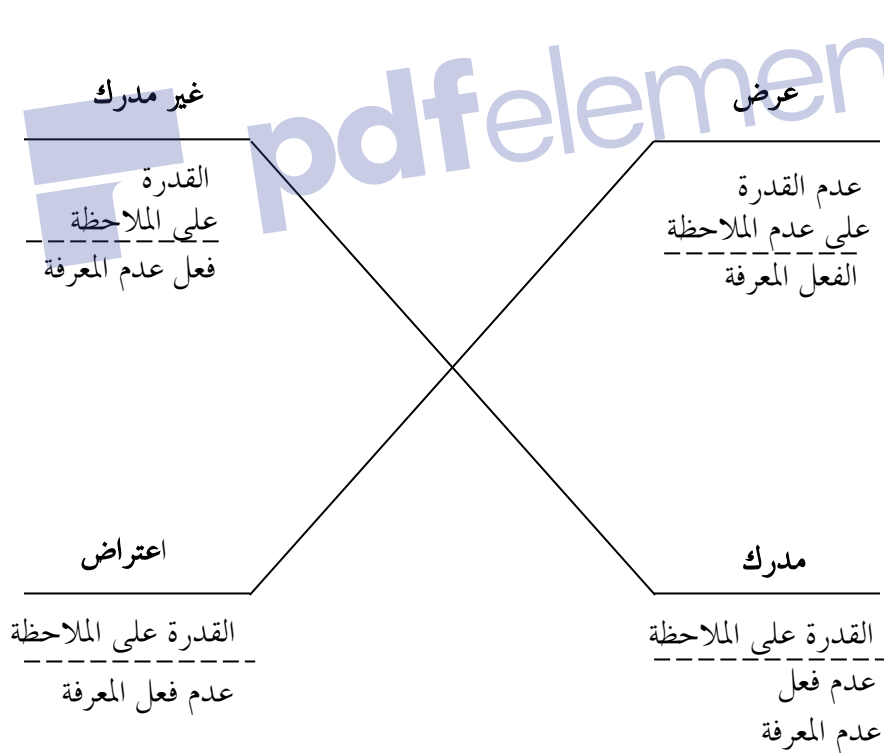 عرض
عدم القدرة
على عدم الملاحظة
الفعل المعرفة
غير مدرك
القدرة
على الملاحظة
فعل عدم المعرفة
مدرك
القدرة على الملاحظة
عدم فعل
عدم المعرفة
اعتراض
القدرة على الملاحظة
عدم فعل المعرفة
pdfelemen